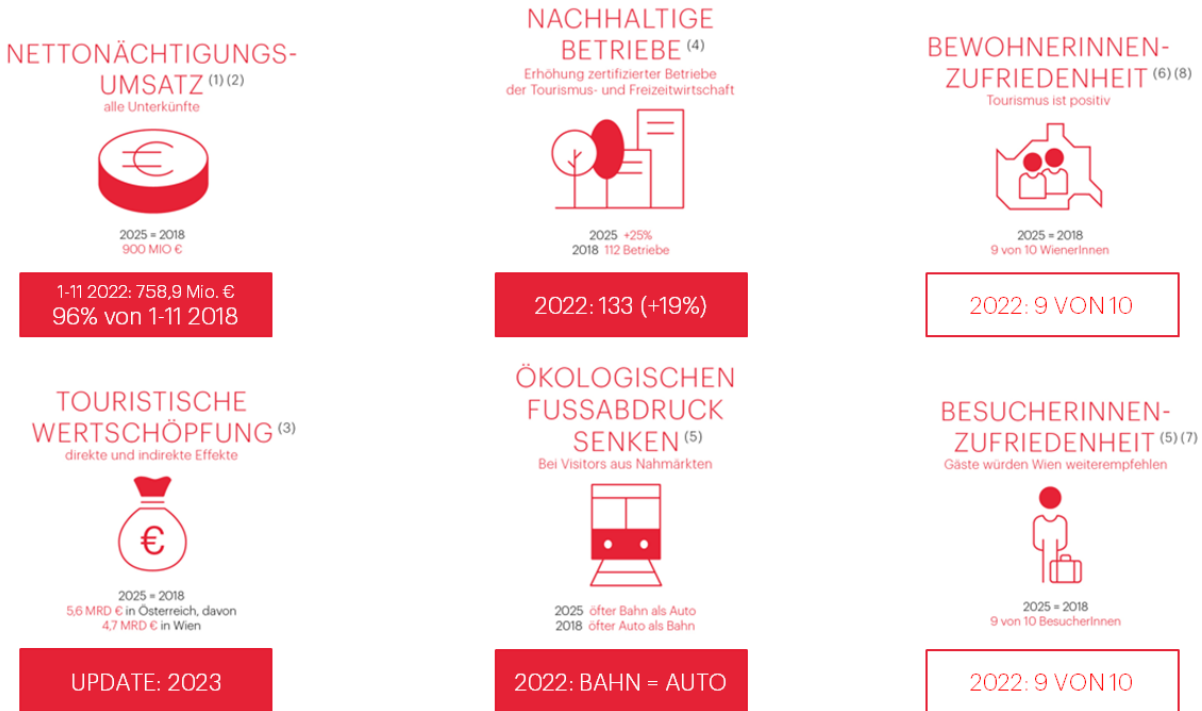 NETTONÄCHTIGUNGS-
UMSATZ (1) (2)
alle Unterkünfte
€
2025 = 2018
900 MIO €
1-11 2022: 758,9 Mio. €
96% von 1-11 2018
NACHHALTIGE
BETRIEBE (4)
Erhöhung zertifizierter Betriebe
der Tourismus- und Freizeitwirtschaft
2025 +25%
2018 112 Betriebe
2022: 133 (+19%)
BEWOHNERINNEN-
ZUFRIEDENHEIT (6) (8)
Tourismus ist positiv
2025 = 2018
9 von 10 WienerInnen
2022: 9 VON 10
TOURISTISCHE
WERTSCHÖPFUNG (3)
direkte und indirekte Effekte
€
2025 = 2018
5,6 MRD € in Österreich, davon
4,7 MRD € in Wien
UPDATE: 2023
ÖKOLOGISCHEN
FUSSABDRUCK
SENKEN (5)
Bei Visitors aus Nahmärkten
2025 öfter Bahn als Auto
2018 öfter Auto als Bahn
2022: BAHN = AUTO
BESUCHERINNEN-
ZUFRIEDENHEIT (5) (7)
Gäste würden Wien weiterempfehlen
2025 = 2018
9 von 10 BesucherInnen
2022: 9 VON 10